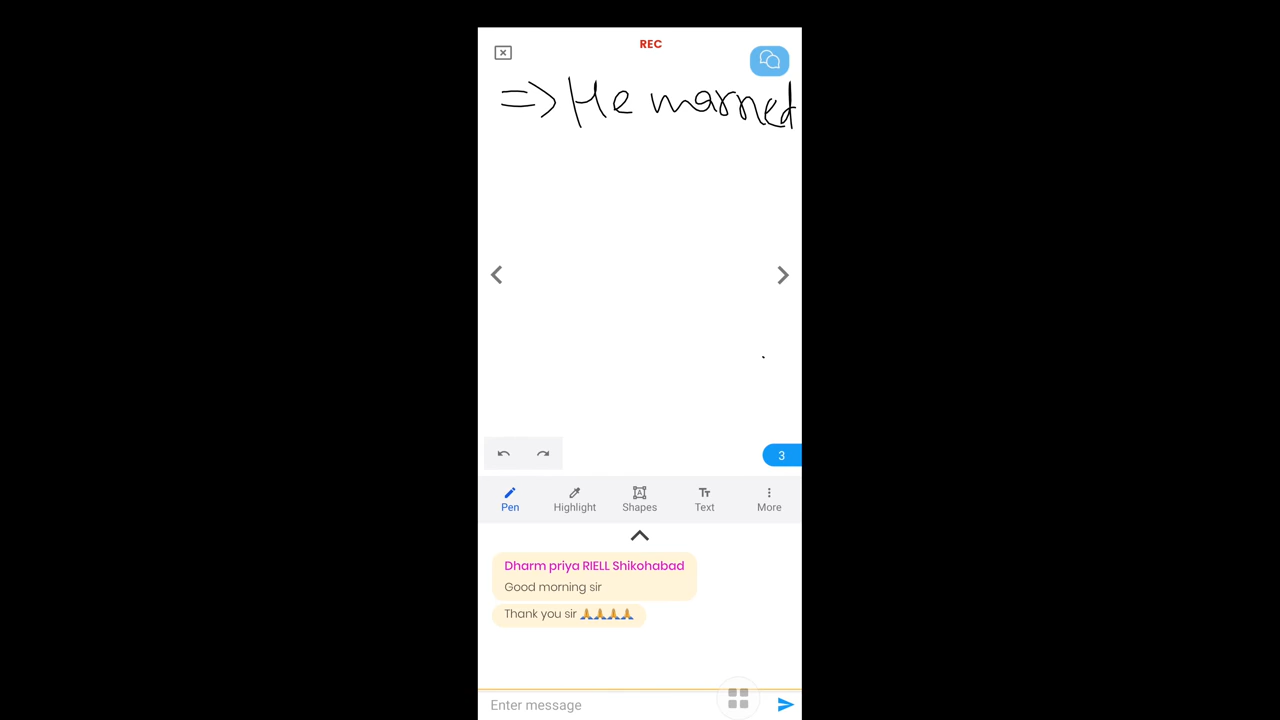 REC
=> He married
3
Pen Highlight Shapes Text More
Dharm priya RIELL Shikohabad
Good morning sir
Thank you sir 🙏🙏🙏🙏
Enter message